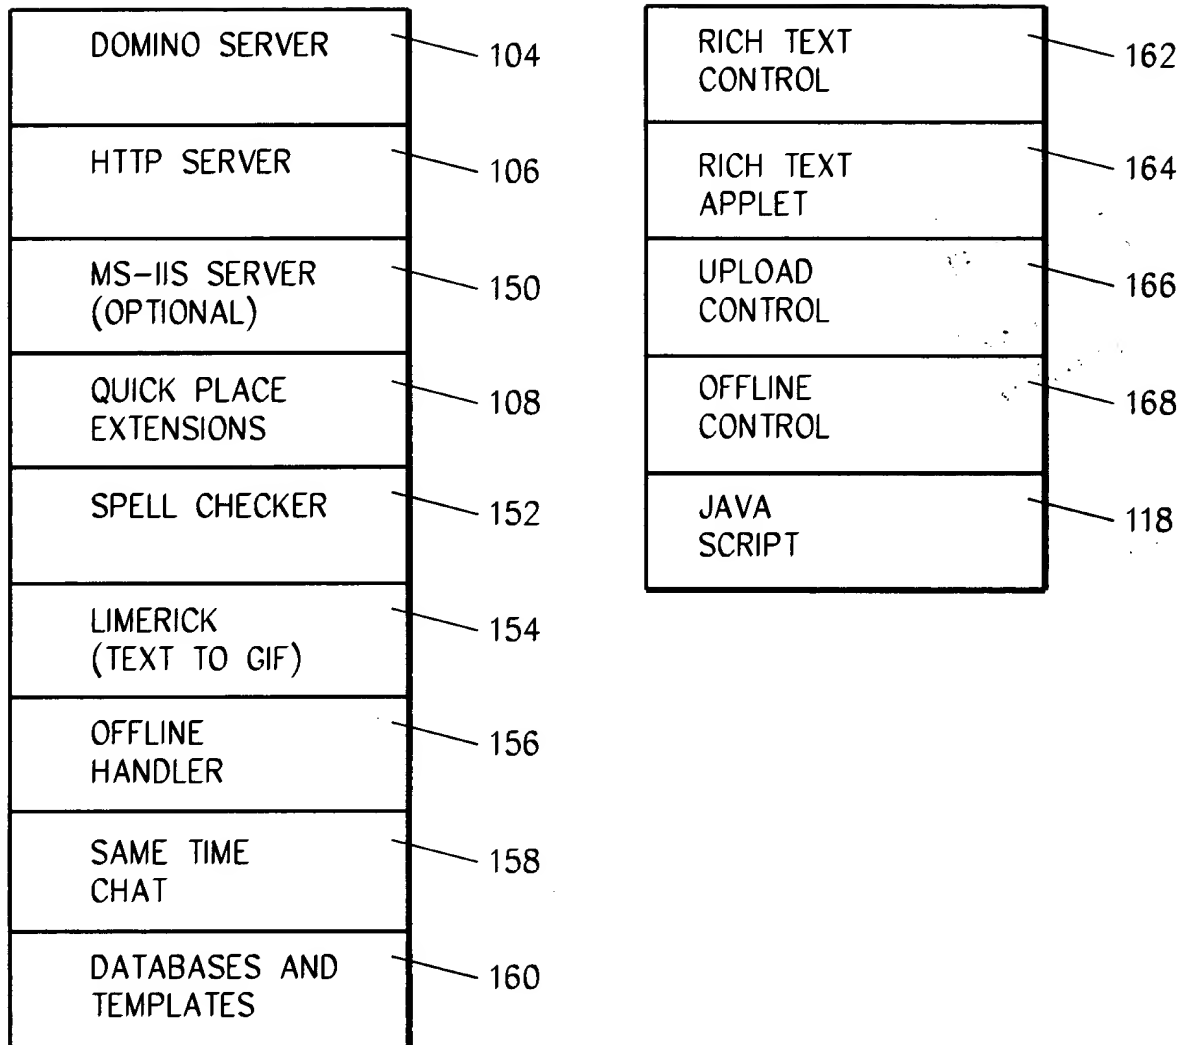 DOMINO SERVER
104
HTTP SERVER
106
MS-IIS SERVER
(OPTIONAL)
150
QUICK PLACE
EXTENSIONS
108
SPELL CHECKER
152
LIMERICK
(TEXT TO GIF)
154
OFFLINE
HANDLER
156
SAME TIME
CHAT
158
DATABASES AND
TEMPLATES
160
RICH TEXT
CONTROL
162
RICH TEXT
APPLET
164
UPLOAD
CONTROL
166
OFFLINE
CONTROL
168
JAVA
SCRIPT
118